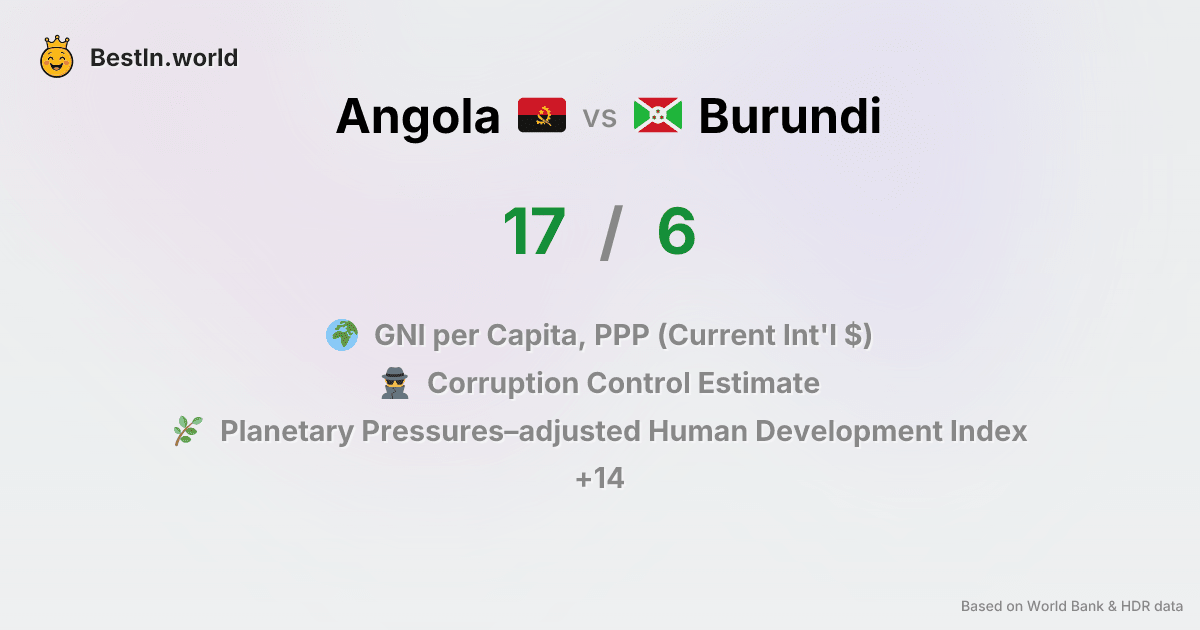 BestIn.world
Angola vs Burundi
17 / 6
GNI per Capita, PPP (Current Int'l $)
Corruption Control Estimate
Planetary Pressures–adjusted Human Development Index
+14
Based on World Bank & HDR data